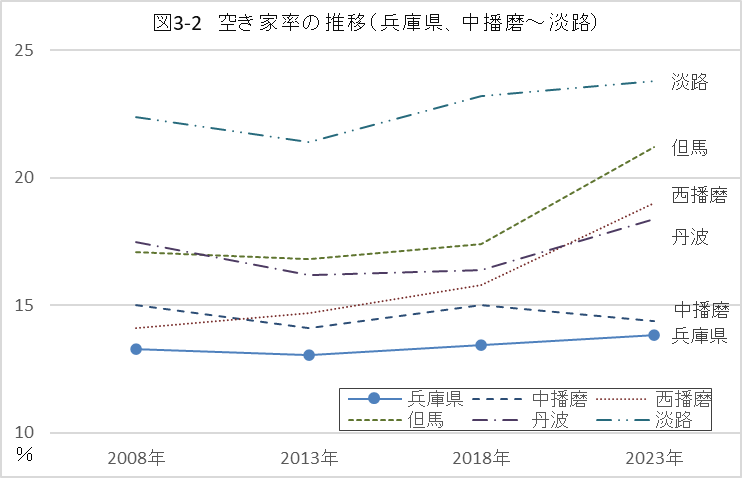 図3-2 空き家率の推移(兵庫県、中播磨～淡路)
25
20
15
10
%
淡路
但馬
西播磨
丹波
中播磨
兵庫県
兵庫県 中播磨 西播磨
但馬 丹波 淡路
2008年 2013年 2018年 2023年